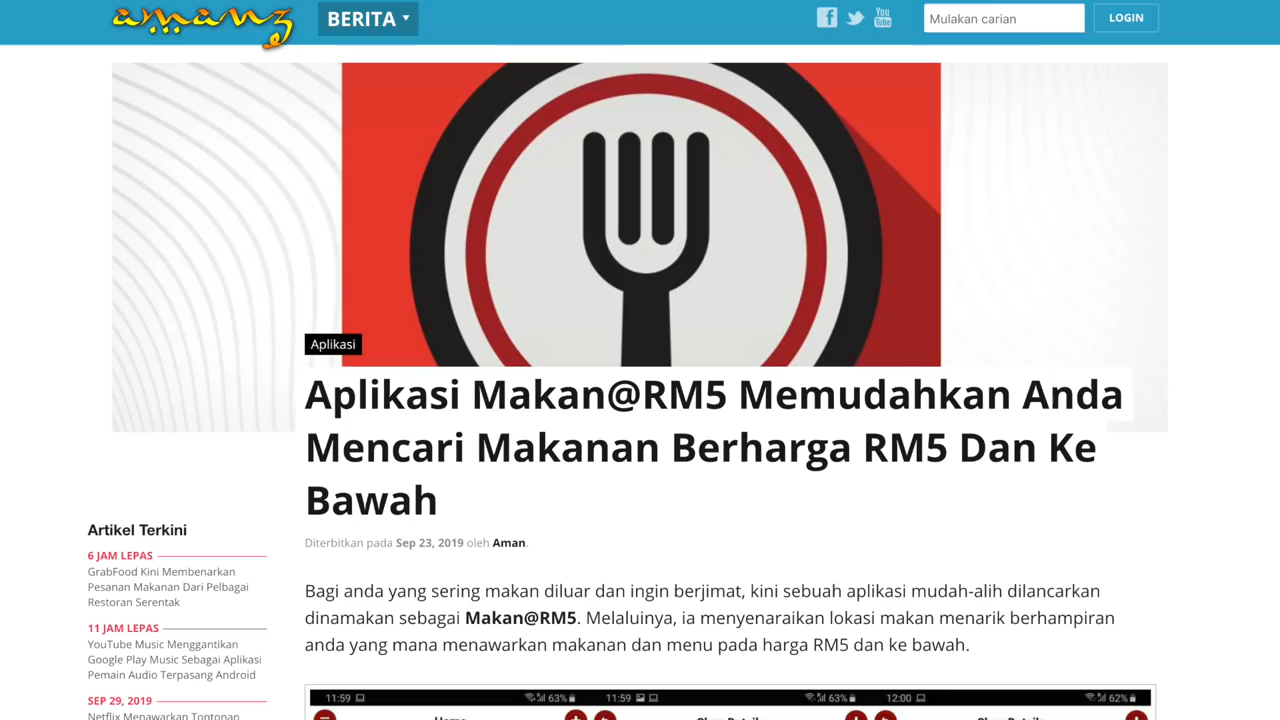 amanz
BERITA
You Tube
Mulakan carian
LOGIN
Aplikasi
Aplikasi Makan@RM5 Memudahkan Anda
Mencari Makanan Berharga RM5 Dan Ke
Bawah
Diterbitkan pada Sep 23, 2019 oleh Aman.
Bagi anda yang sering makan diluar dan ingin berjimat, kini sebuah aplikasi mudah-alih dilancarkan
dinamakan sebagai Makan@RM5. Melaluinya, ia menyenaraikan lokasi makan menarik berhampiran
anda yang mana menawarkan makanan dan menu pada harga RM5 dan ke bawah.
11:59 63% 11:59 63% 12:00 62%
Artikel Terkini
6 JAM LEPAS
GrabFood Kini Membenarkan
Pesanan Makanan Dari Pelbagai
Restoran Serentak
11 JAM LEPAS
YouTube Music Menggantikan
Google Play Music Sebagai Aplikasi
Pemain Audio Terpasang Android
SEP 29, 2019
Netflix Menawarkan Tontonan